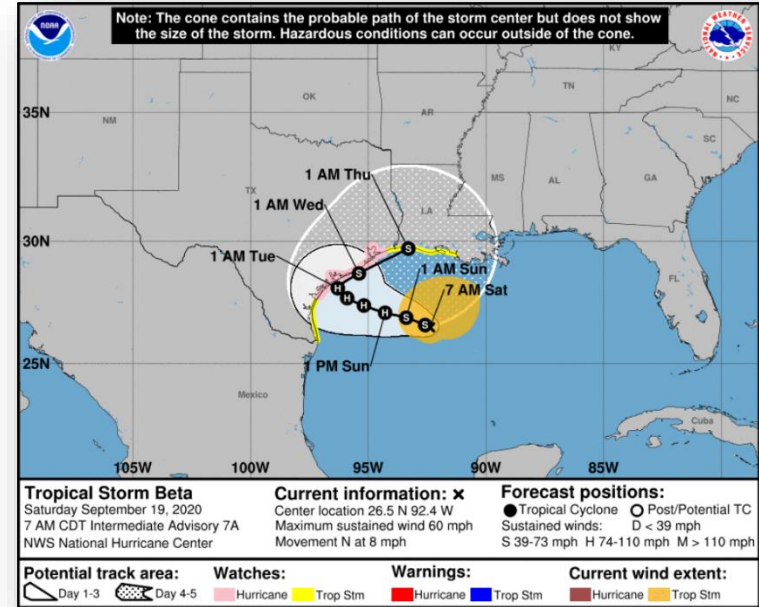 Note: The cone contains the probable path of the storm center but does not show
the size of the storm. Hazardous conditions can occur outside of the cone.
NOAA
NATIONAL WEATHER SERVICE
KY
OK
TN
NC
35N
AR
NM
SC
MS
AL
GA
1 AM Thu
TX
LA
1 AM Wed
30N
1 AM Tue
1 AM Sun
7 AM Sat
FL
S
S
H
H
H
H
S
S
25N
1 PM Sun
Mexico
Cuba
105W
100W
95W
90W
85W
Tropical Storm Beta
Saturday September 19, 2020
7 AM CDT Intermediate Advisory 7A
NWS National Hurricane Center
Current information: x
Center location 26.5 N 92.4 W
Maximum sustained wind 60 mph
Movement N at 8 mph
Forecast positions:
Tropical Cyclone Post/Potential TC
Sustained winds: D < 39 mph
S 39-73 mph H 74-110 mph M > 110 mph
Potential track area:
Day 1-3 Day 4-5
Watches:
Hurricane Trop Stm
Warnings:
Hurricane Trop Stm
Current wind extent:
Hurricane Trop Stm